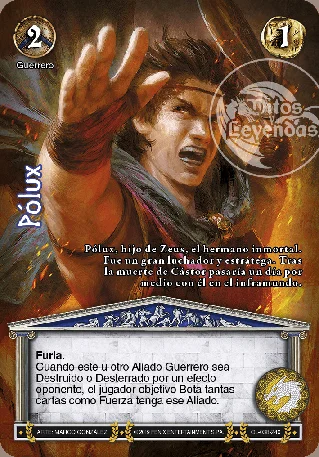 2
1
Guerrero
Mitos
Leyendas
Pólux
Pólux, hijo de Zeus, el hermano inmortal.
Fue un gran luchador y estratega. Tras
la muerte de Cástor pasaría un día por
medio con él en el inframundo.
Furia.
Cuando este u otro Aliado Guerrero sea
Destruido o Desterrado por un efecto
oponente, el jugador objetivo Bota tantas
cartas como Fuerza tenga ese Aliado.
ARTE: MARCO GONZALEZ